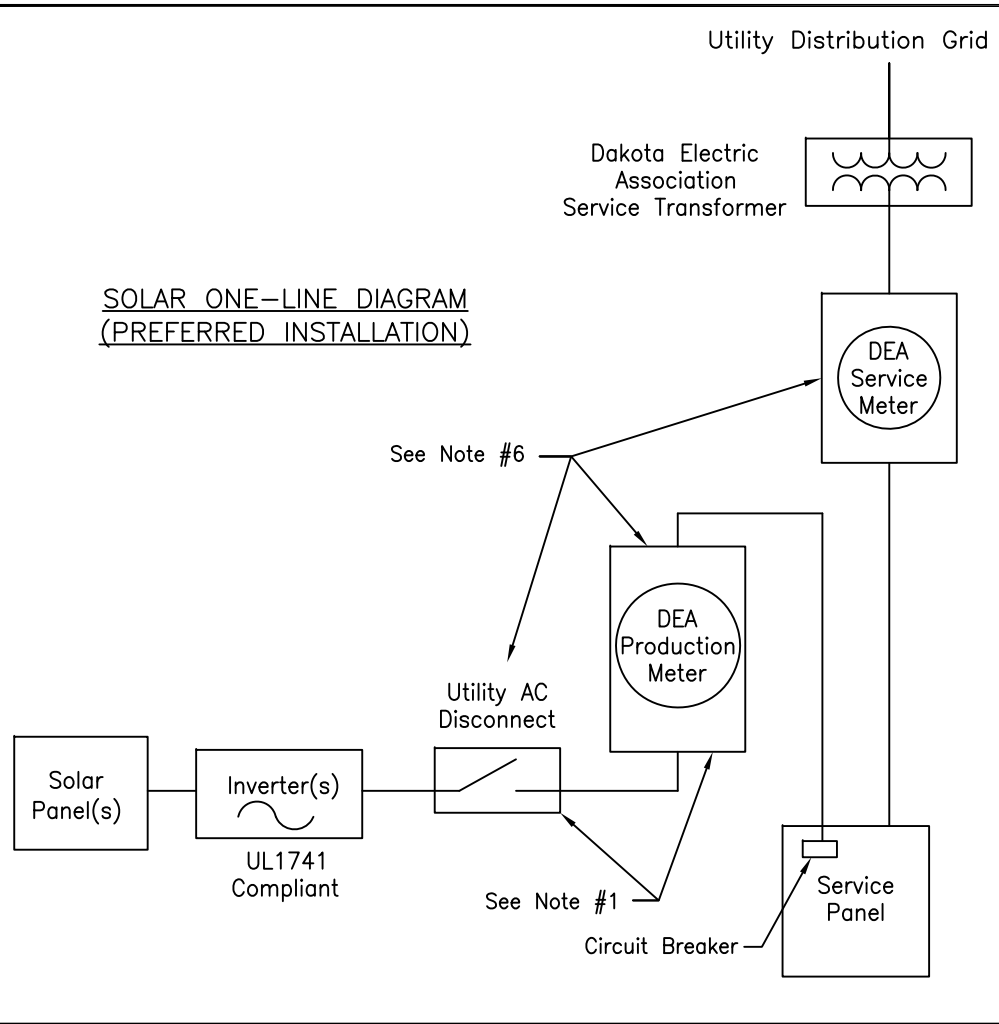 Utility Distribution Grid
Dakota Electric
Association
Service Transformer
SOLAR ONE-LINE DIAGRAM
(PREFERRED INSTALLATION)
DEA
Service
Meter
See Note #6
DEA
Production
Meter
Utility AC
Disconnect
Solar
Panel(s)
Inverter(s)
UL1741
Compliant
See Note #1
Service
Panel
Circuit Breaker